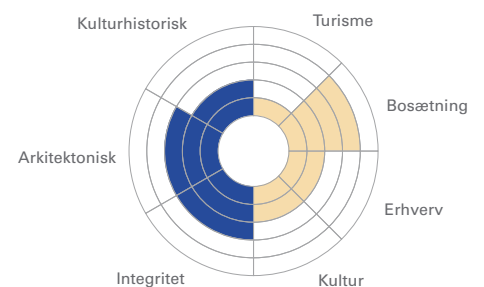 Kulturhistorisk
Turisme
Bosætning
Arkitektonisk
Erhverv
Integritet
Kultur